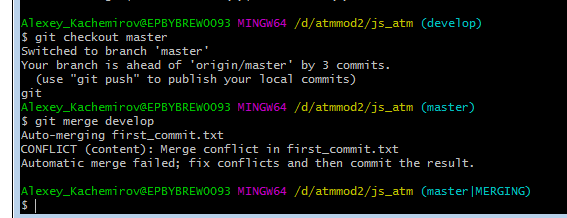 Alexey_Kachemirov@EPBYBREW0093 MINGW64 /d/atmmod2/js_atm (develop)
$ git checkout master
Switched to branch 'master'
Your branch is ahead of 'origin/master' by 3 commits.
  (use "git push" to publish your local commits)
git
Alexey_Kachemirov@EPBYBREW0093 MINGW64 /d/atmmod2/js_atm (master)
$ git merge develop
Auto-merging first_commit.txt
CONFLICT (content): Merge conflict in first_commit.txt
Automatic merge failed; fix conflicts and then commit the result.
Alexey_Kachemirov@EPBYBREW0093 MINGW64 /d/atmmod2/js_atm (master|MERGING)
$